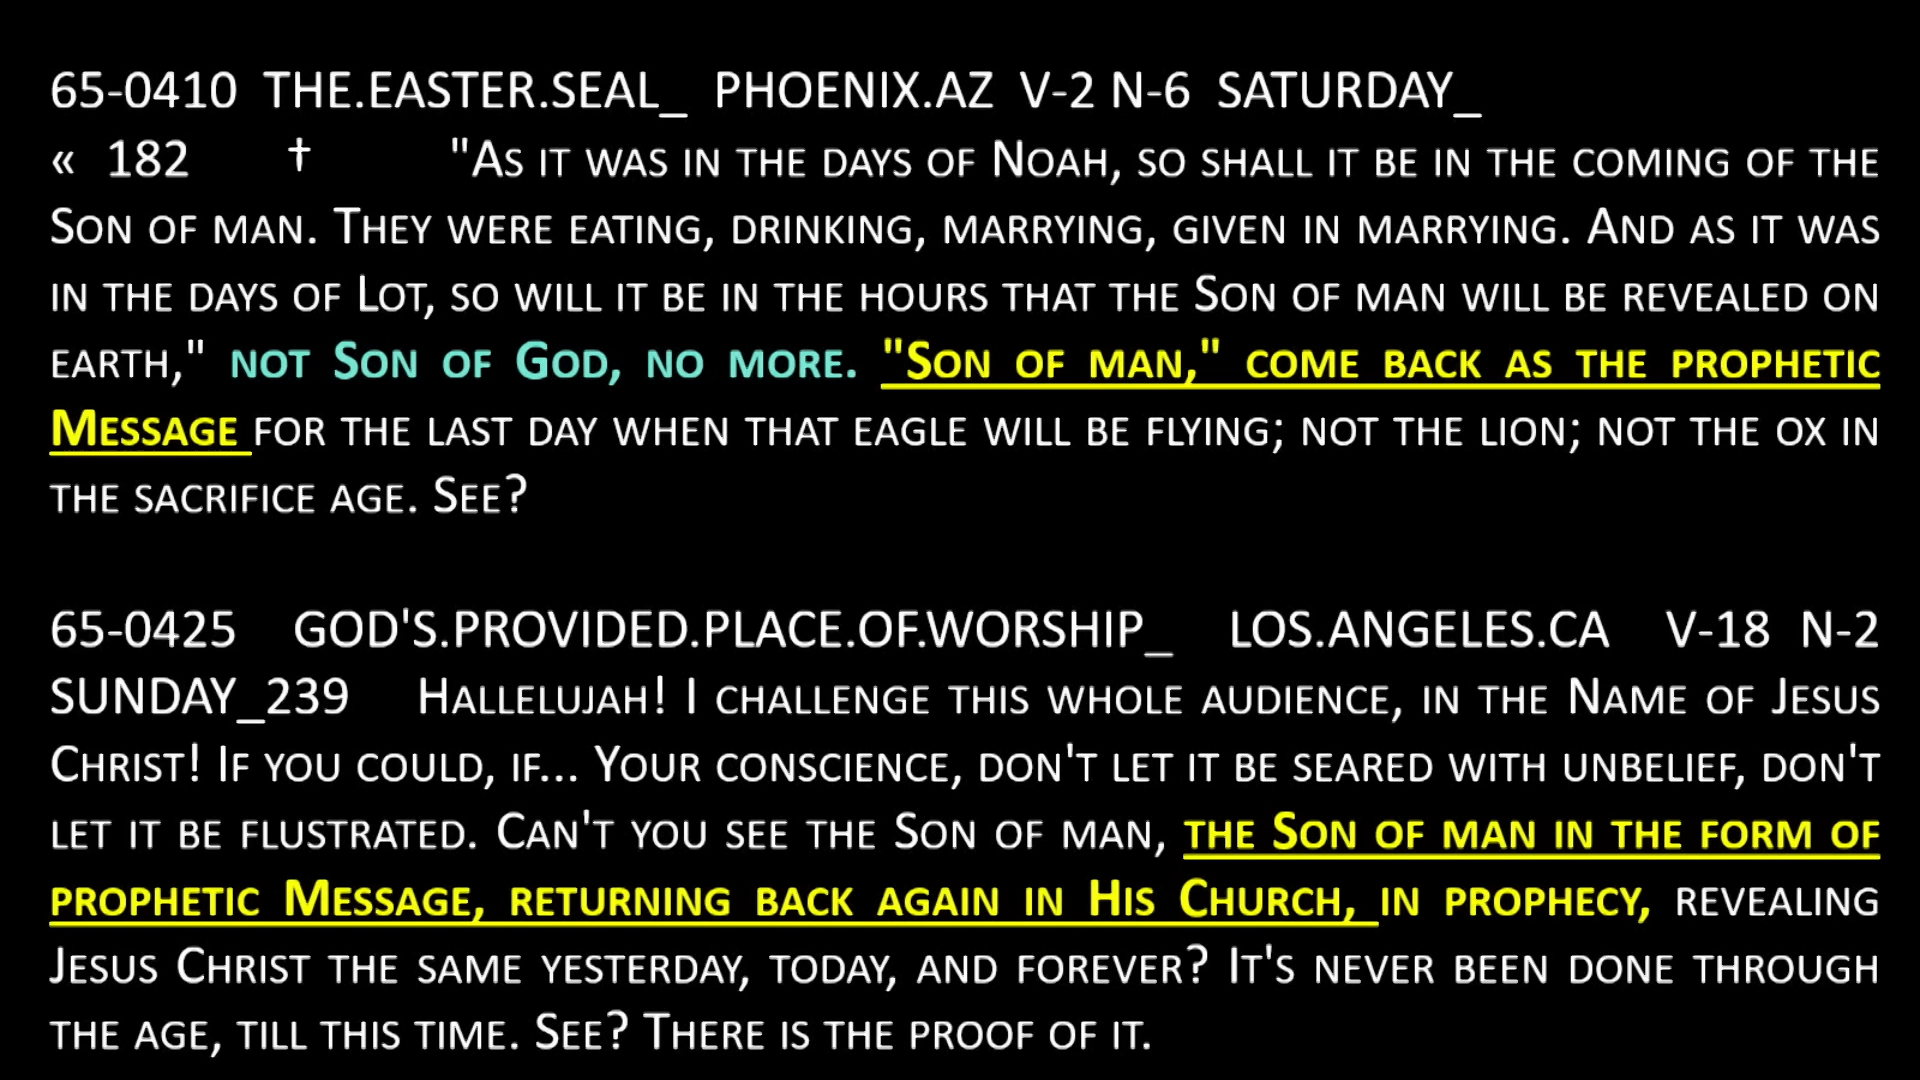 65-0410 THE.EASTER.SEAL_ PHOENIX.AZ V-2 N-6 SATURDAY_
« 182 † "As it was in the days of Noah, so shall it be in the coming of the
Son of man. They were eating, drinking, marrying, given in marrying. And as it was
in the days of Lot, so will it be in the hours that the Son of man will be revealed on
earth," not Son of God, no more. "Son of man," come back as the prophetic
Message for the last day when that eagle will be flying; not the lion; not the ox in
the sacrifice age. See?
65-0425 GOD'S.PROVIDED.PLACE.OF.WORSHIP_ LOS.ANGELES.CA V-18 N-2
SUNDAY_239 Hallelujah! I challenge this whole audience, in the Name of Jesus
Christ! If you could, if... Your conscience, don't let it be seared with unbelief, don't
let it be flustrated. Can't you see the Son of man, the Son of man in the form of
prophetic Message, returning back again in His Church, in prophecy, revealing
Jesus Christ the same yesterday, today, and forever? It's never been done through
the age, till this time. See? There is the proof of it.